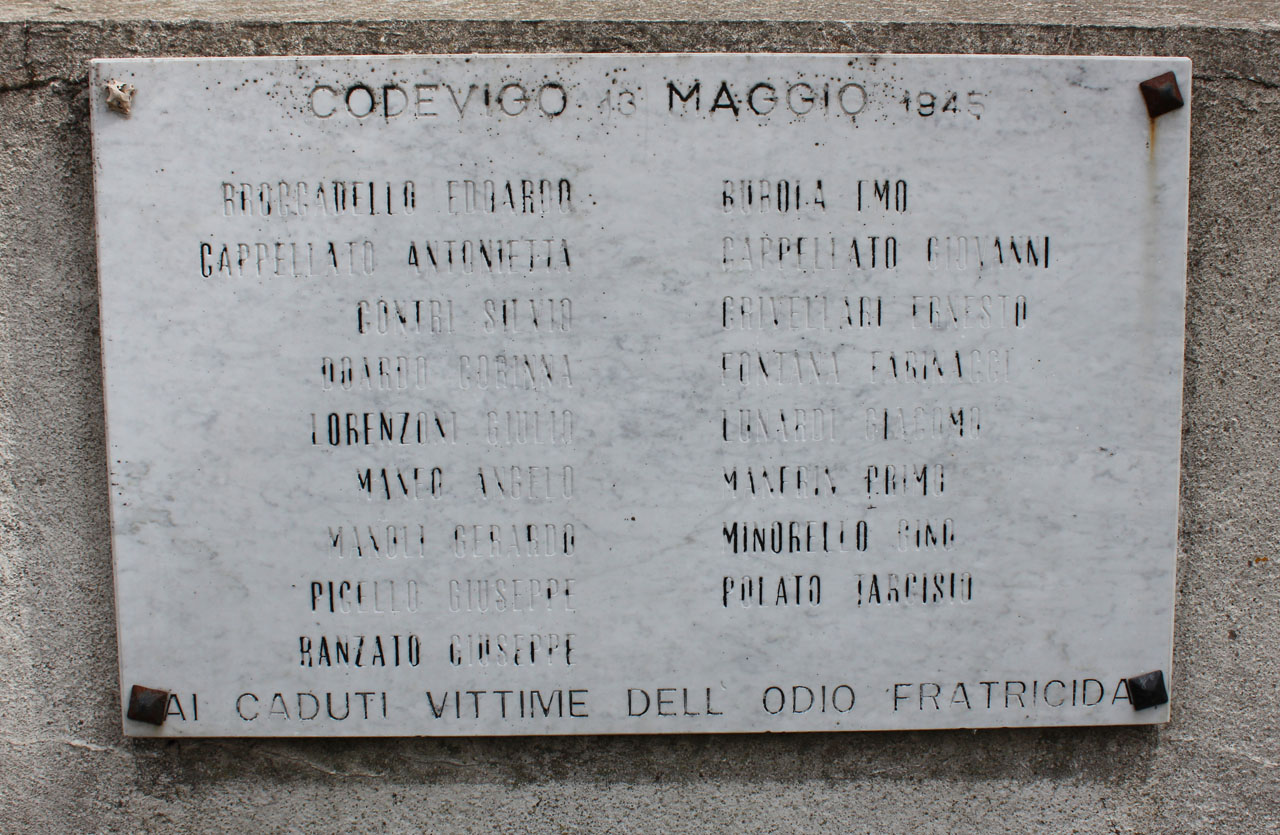 CODEVIGO 13 MAGGIO 1945
BROCCADELLO EDOARDO BUBOLA EMO
CAPPELLATO ANTONIETTA CAPPELLATO GIOVANNI
CONTRI SILVIO CRIVELLARI ERNESTO
DOARDO CORINNA FONTANA FARINACCI
LORENZONI GIULIO LUNARDI GIACOMO
MANEO ANGELO MANFRIN PRIMO
MANOLI GERARDO MINORELLO GINO
PICELLO GIUSEPPE POLATO TARCISIO
RANZATO GIUSEPPE
AI CADUTI VITTIME DELL' ODIO FRATRICIDA